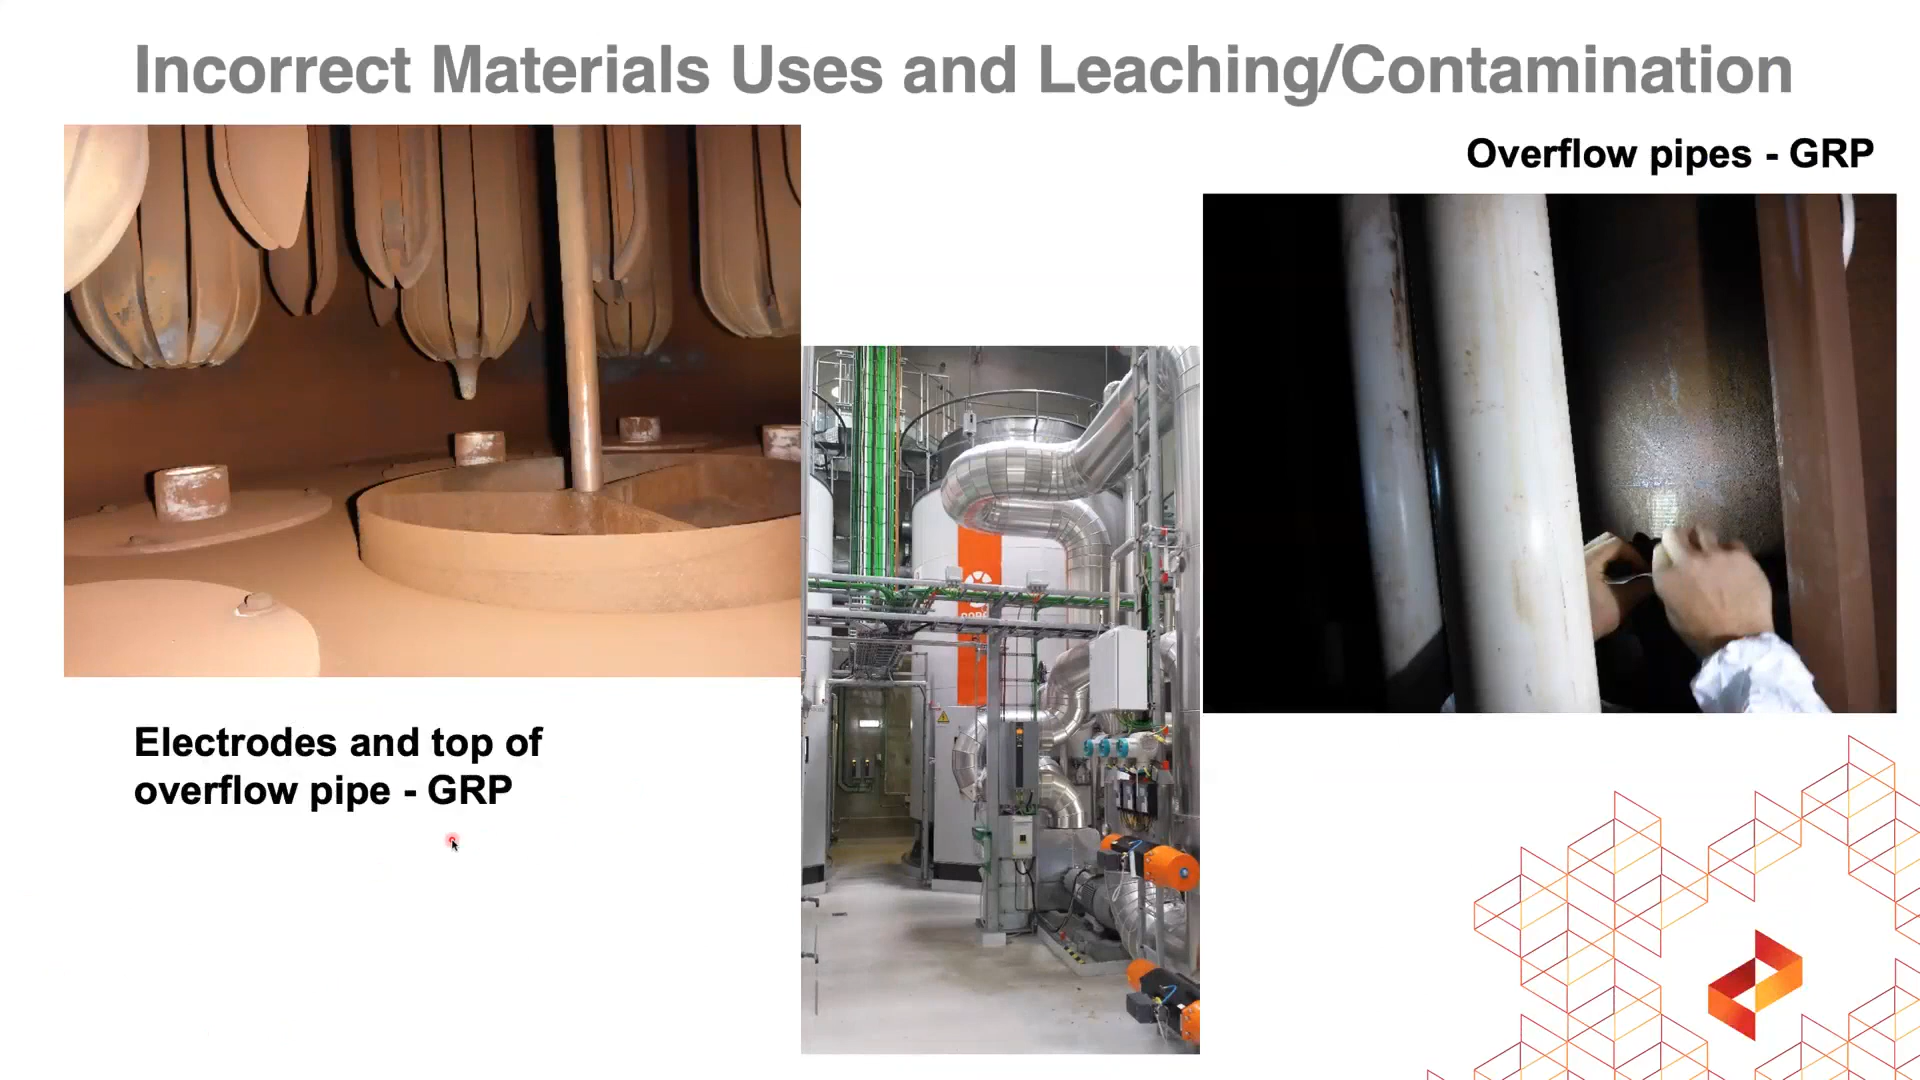 Incorrect Materials Uses and Leaching/Contamination
Overflow pipes - GRP
Electrodes and top of
overflow pipe - GRP